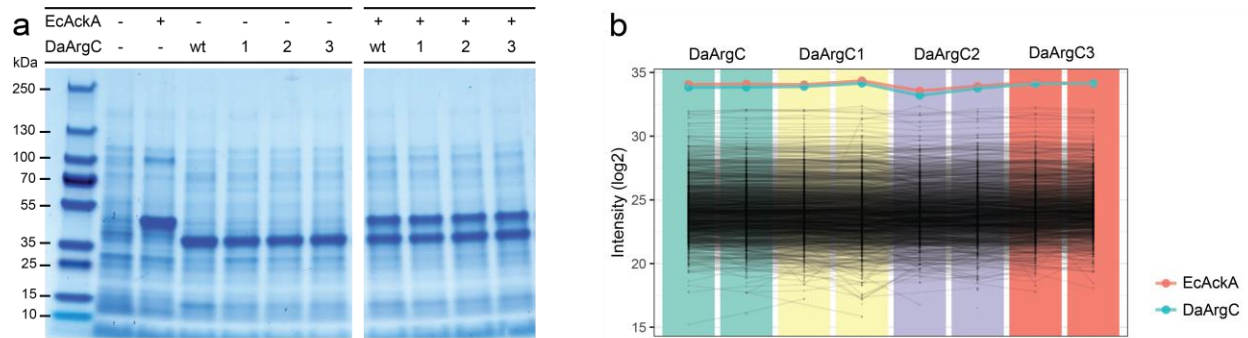 a
EcAckA - + - - - - + + + +
DaArgC - - wt 1 2 3 wt 1 2 3
kDa
250
130
100
70
55
35
25
15
10
b
DaArgC DaArgC1 DaArgC2 DaArgC3
Intensity (log2)
35
30
25
20
15
EcAckA
DaArgC